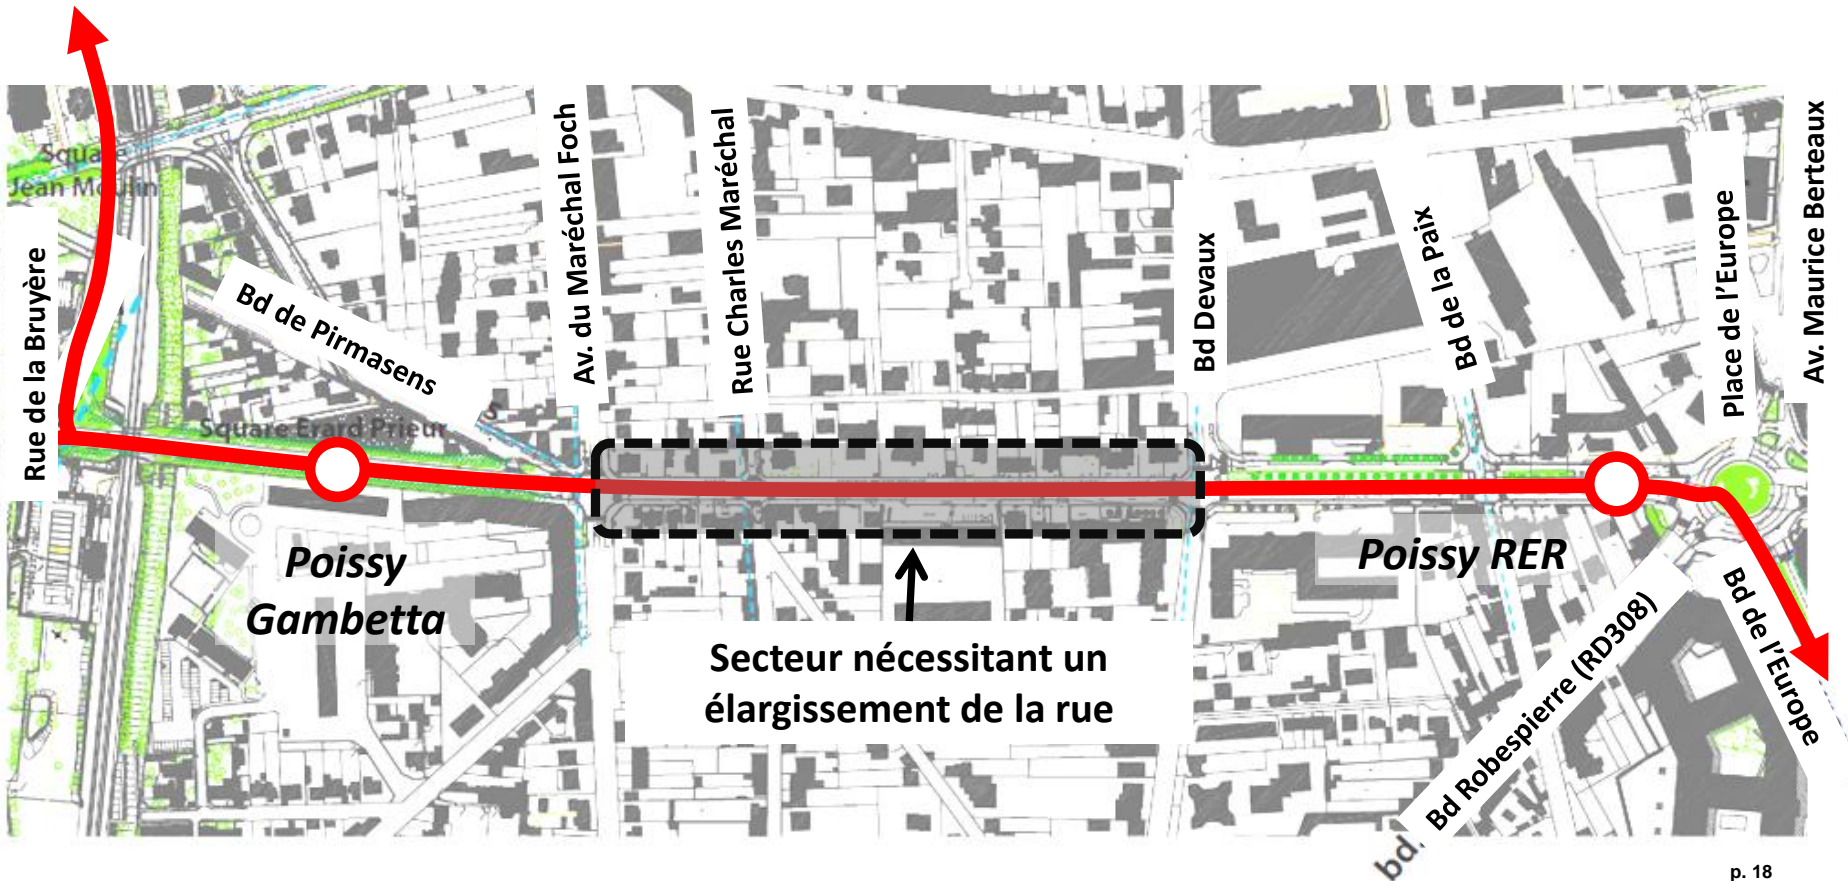 Square
Jean Moulin
Rue de la Bruyère
Bd de Pirmasens
Square Erard Prieur
Av. du Maréchal Foch
Rue Charles Maréchal
Bd Devaux
Bd de la Paix
Place de l'Europe
Av. Maurice Berteaux
Poissy
Gambetta
Poissy RER
Secteur nécessitant un
élargissement de la rue
Bd Robespierre (RD308)
Bd de l'Europe
bd.
p. 18